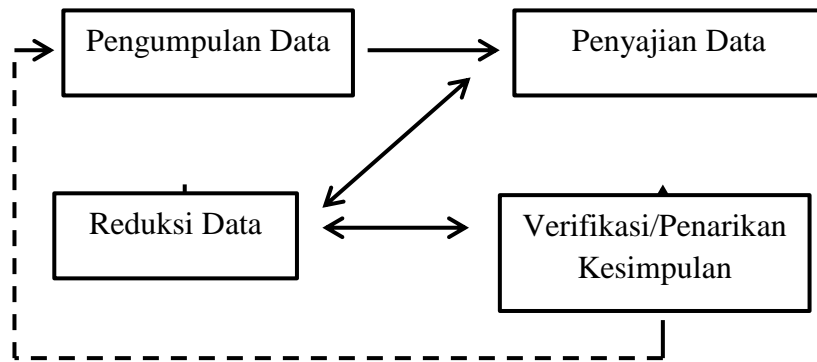 Pengumpulan Data
Penyajian Data
Reduksi Data
Verifikasi/Penarikan
Kesimpulan